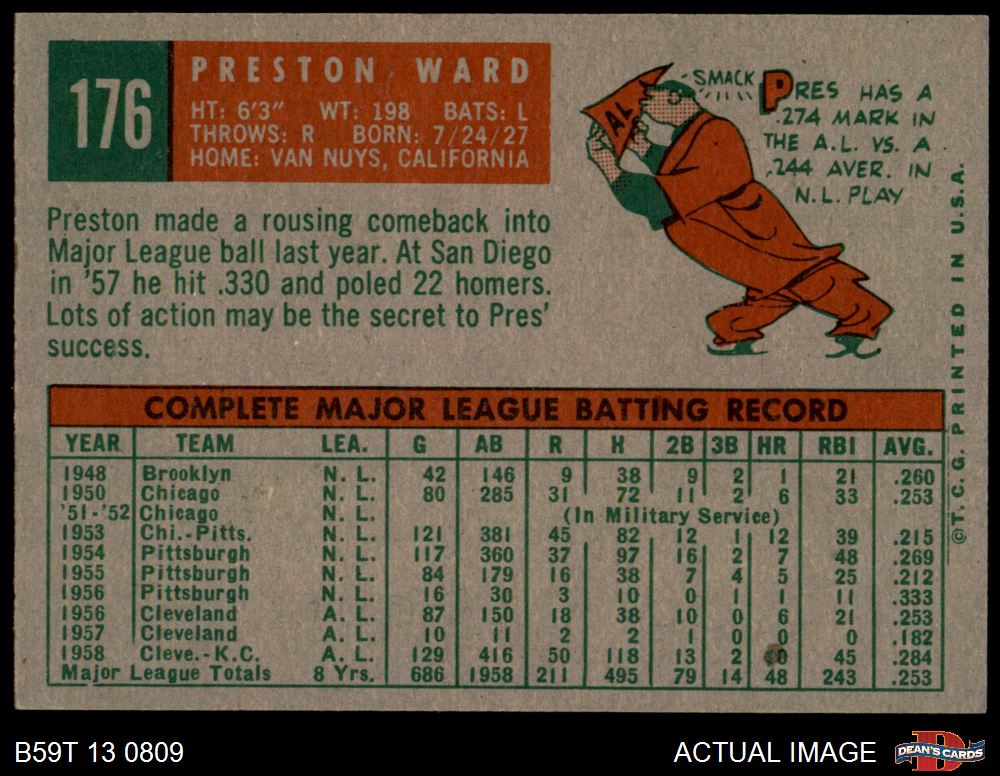 176
PRESTON WARD
HT: 6'3" WT: 198 BATS: L
THROWS: R BORN: 7/24/27
HOME: VAN NUYS, CALIFORNIA
Preston made a rousing comeback into
Major League ball last year. At San Diego
in '57 he hit .330 and poled 22 homers.
Lots of action may be the secret to Pres'
success.
AL
SMACK
PRES HAS A
.274 MARK IN
THE A.L. VS. A
.244 AVER. IN
N.L. PLAY
COMPLETE MAJOR LEAGUE BATTING RECORD
YEAR TEAM LEA. G AB R H 2B 3B HR RBI AVG.
1948 Brooklyn N. L. 42 146 9 38 9 2 1 21 .260
1950 Chicago N. L. 80 285 31 72 11 2 6 33 .253
'51-'52 Chicago N. L. (In Military Service)
1953 Chi.-Pitts. N. L. 121 381 45 82 12 1 12 39 .215
1954 Pittsburgh N. L. 117 360 37 97 16 2 7 48 .269
1955 Pittsburgh N. L. 84 179 16 38 7 4 5 25 .212
1956 Pittsburgh N. L. 16 30 3 10 0 1 1 11 .333
1956 Cleveland A. L. 87 150 18 38 10 0 6 21 .253
1957 Cleveland A. L. 10 11 2 2 1 0 0 0 .182
1958 Cleve.-K.C. A. L. 129 416 50 118 13 2 45 .284
Major League Totals 8 Yrs. 686 1958 211 495 79 14 48 243 .253
©T.C.G. PRINTED IN U.S.A.
B59T 13 0809
ACTUAL IMAGE
D
DEAN'S CARDS